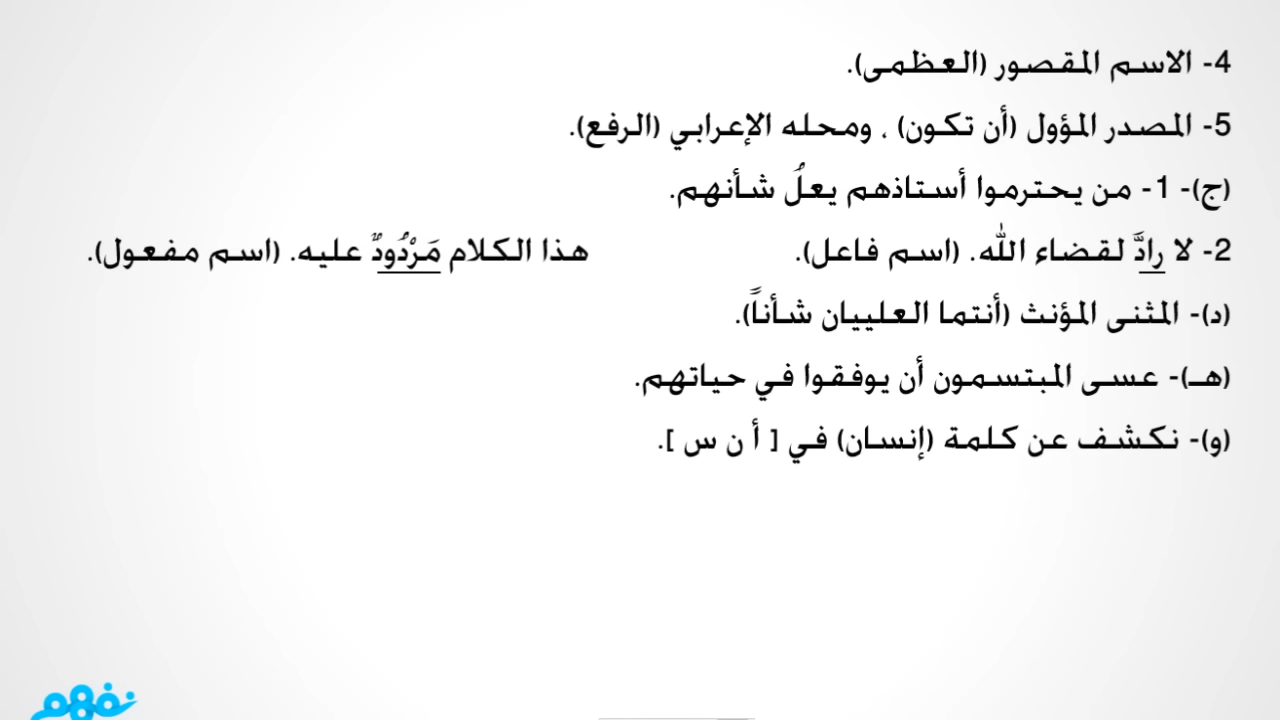 4- الاسم المقصور (العظمى).
5- المصدر المؤول (أن تكون) ، ومحله الإعرابي (الرفع).
(ج)- 1- من يحترموا أستاذهم يعلُ شأنهم.
2- لا رادَّ لقضاء الله. (اسم فاعل). هذا الكلام مَرْدُودٌ عليه. (اسم مفعول).
(د)- المثنى المؤنث (أنتما العلييان شأناً).
(هـ)- عسى المبتسمون أن يوفقوا في حياتهم.
(و)- نكشف عن كلمة (إنسان) في [ أ ن س ].
نفهم